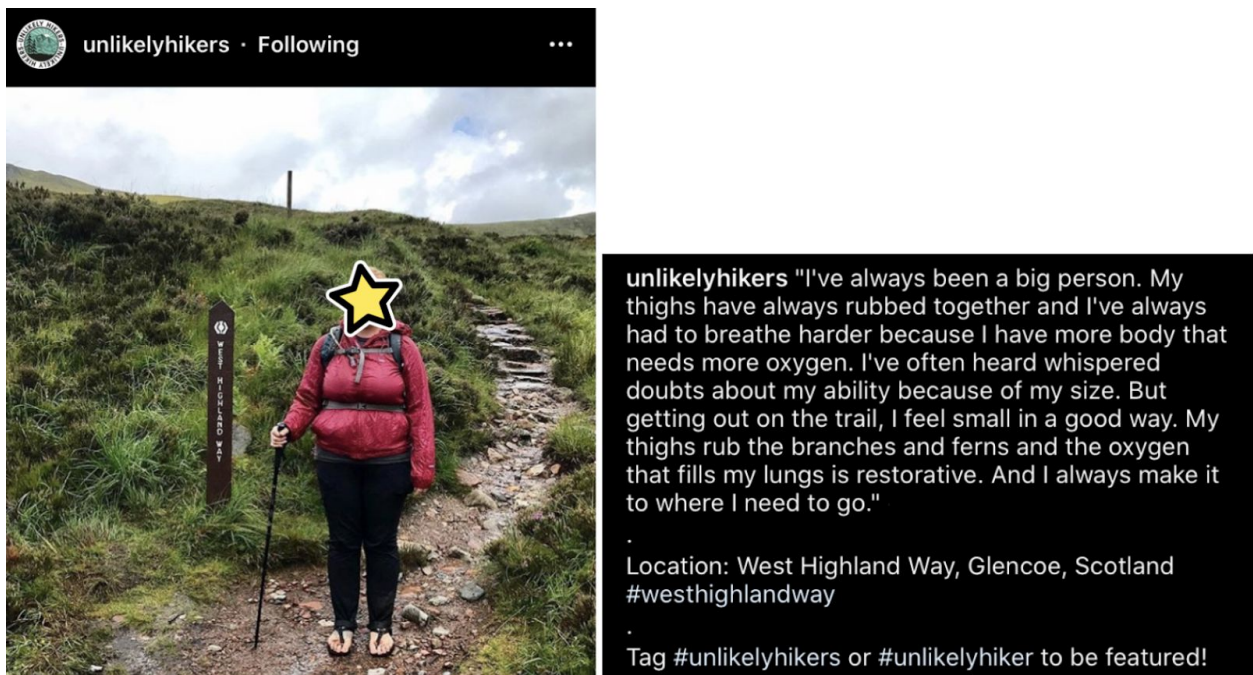 unlikelyhikers · Following
WEST HIGHLAND WAY
unlikelyhikers "I've always been a big person. My
thighs have always rubbed together and I've always
had to breathe harder because I have more body that
needs more oxygen. I've often heard whispered
doubts about my ability because of my size. But
getting out on the trail, I feel small in a good way. My
thighs rub the branches and ferns and the oxygen
that fills my lungs is restorative. And I always make it
to where I need to go."
.
Location: West Highland Way, Glencoe, Scotland
#westhighlandway
.
Tag #unlikelyhikers or #unlikelyhiker to be featured!